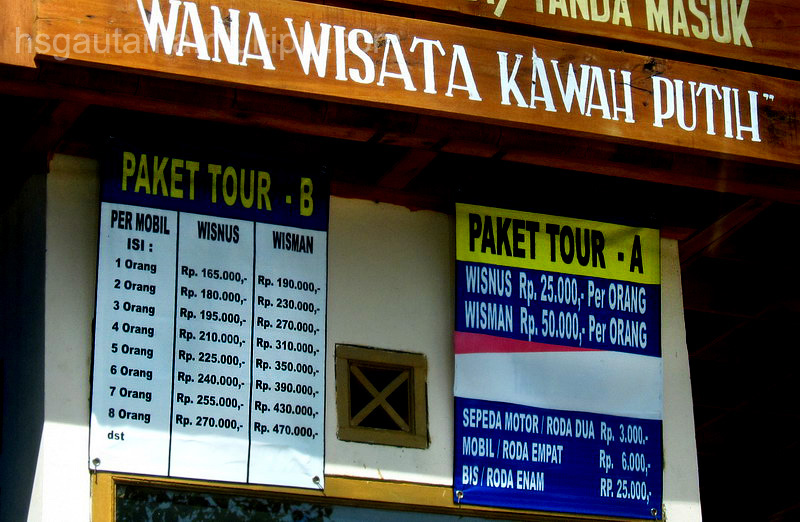 TANDA MASUK
WANA WISATA KAWAH PUTIH"
PAKET TOUR - B
PER MOBIL ISI : WISNUS WISMAN
1 Orang Rp. 165.000,- Rp. 190.000,-
2 Orang Rp. 180.000,- Rp. 230.000,-
3 Orang Rp. 195.000,- Rp. 270.000,-
4 Orang Rp. 210.000,- Rp. 310.000,-
5 Orang Rp. 225.000,- Rp. 350.000,-
6 Orang Rp. 240.000,- Rp. 390.000,-
7 Orang Rp. 255.000,- Rp. 430.000,-
8 Orang Rp. 270.000,- Rp. 470.000,-
dst
PAKET TOUR - A
WISNUS Rp. 25.000,- Per ORANG
WISMAN Rp. 50.000,- Per ORANG
SEPEDA MOTOR / RODA DUA Rp. 3.000,-
MOBIL / RODA EMPAT Rp. 6.000,-
BIS / RODA ENAM RP. 25.000,-